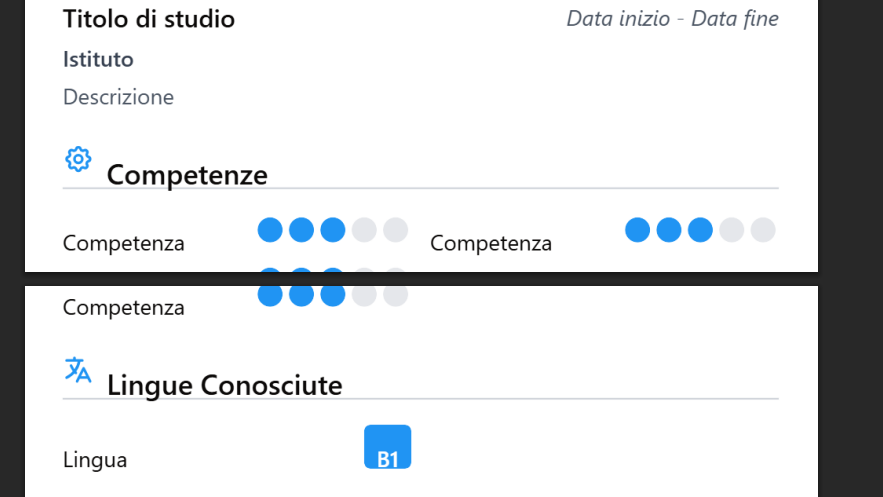 Titolo di studio Data inizio - Data fine
Istituto
Descrizione
Competenze
Competenza Competenza
Competenza
Lingue Conosciute
Lingua B1